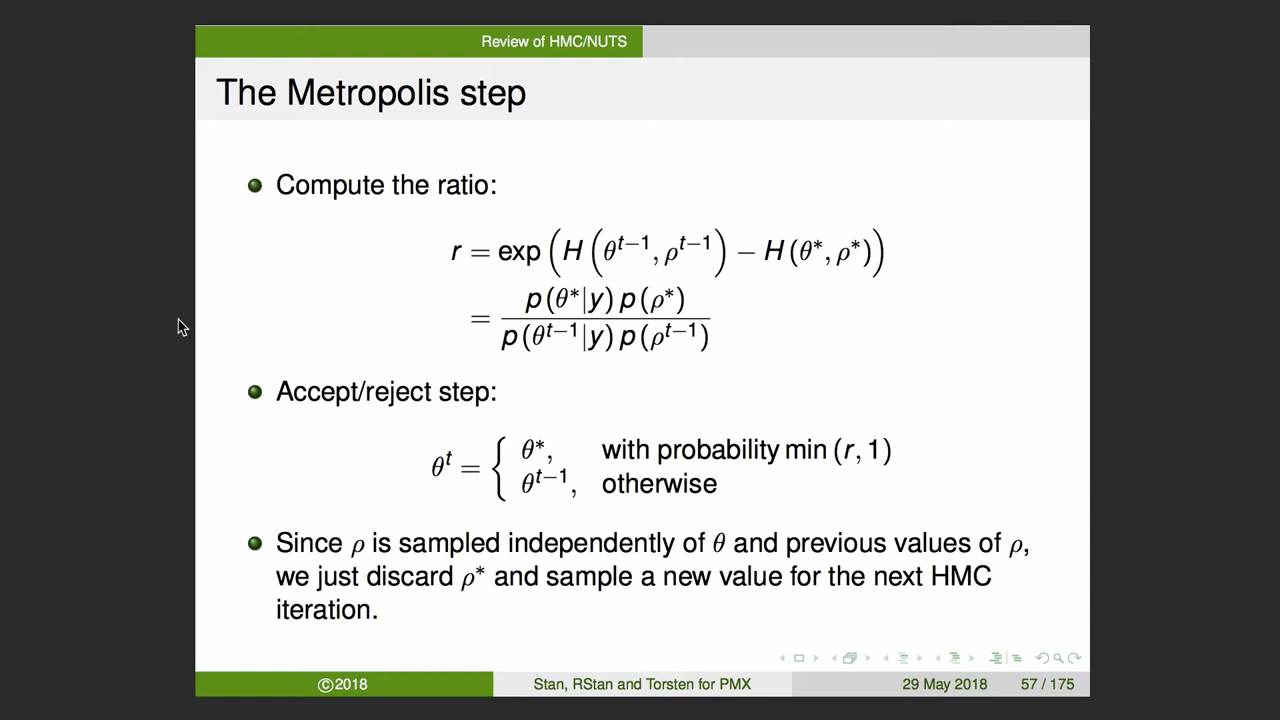 Review of HMC/NUTS
The Metropolis step
Compute the ratio:
r = exp (H (θ^{t−1}, ρ^{t−1}) − H (θ*, ρ*))
= \frac{p (θ*|y) p (ρ*)}{p (θ^{t−1}|y) p (ρ^{t−1})}
Accept/reject step:
θ^t = { θ*, with probability min (r, 1)
θ^{t−1}, otherwise
Since ρ is sampled independently of θ and previous values of ρ,
we just discard ρ* and sample a new value for the next HMC
iteration.
©2018 Stan, RStan and Torsten for PMX 29 May 2018 57 / 175